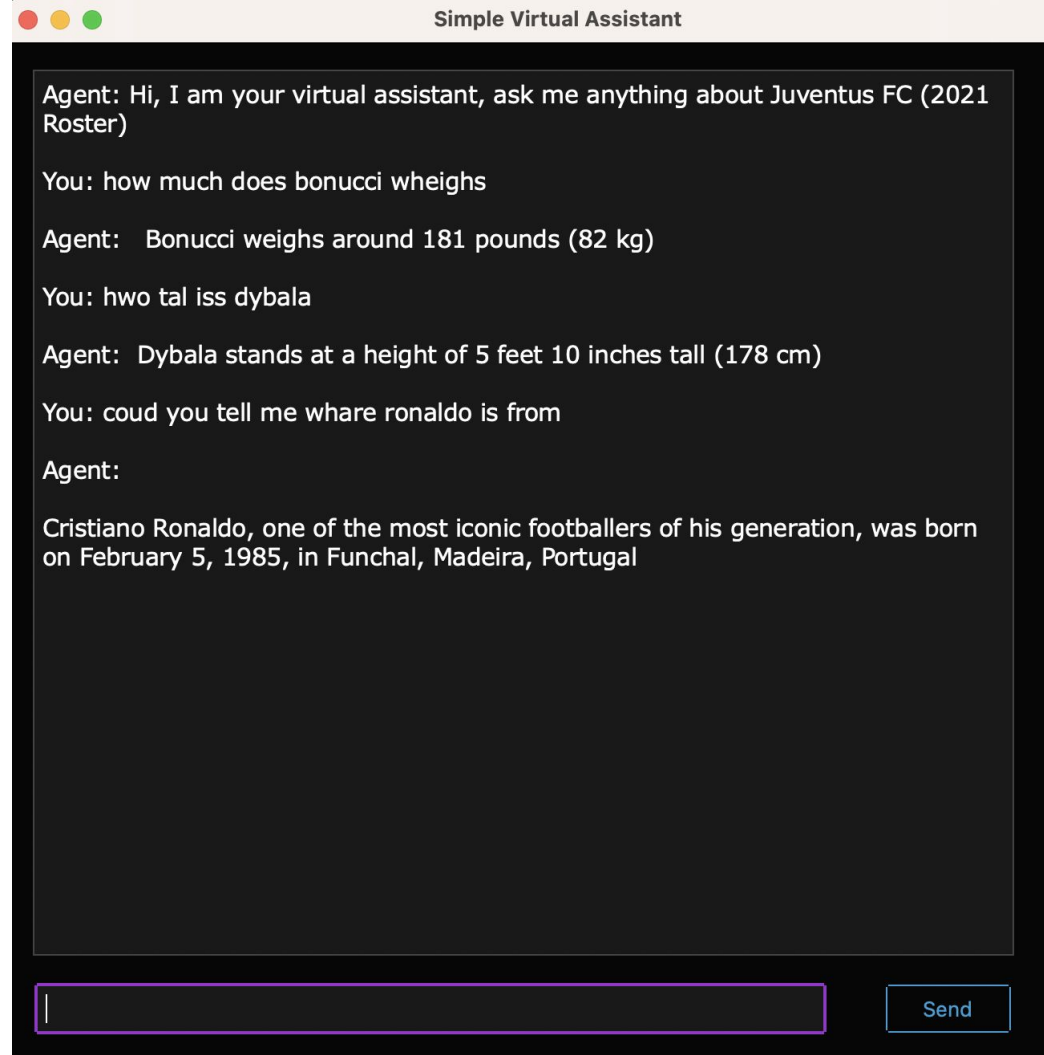 Simple Virtual Assistant
Agent: Hi, I am your virtual assistant, ask me anything about Juventus FC (2021
Roster)
You: how much does bonucci wheighs
Agent:   Bonucci weighs around 181 pounds (82 kg)
You: hwo tal iss dybala
Agent:  Dybala stands at a height of 5 feet 10 inches tall (178 cm)
You: coud you tell me whare ronaldo is from
Agent:
Cristiano Ronaldo, one of the most iconic footballers of his generation, was born
on February 5, 1985, in Funchal, Madeira, Portugal
Send